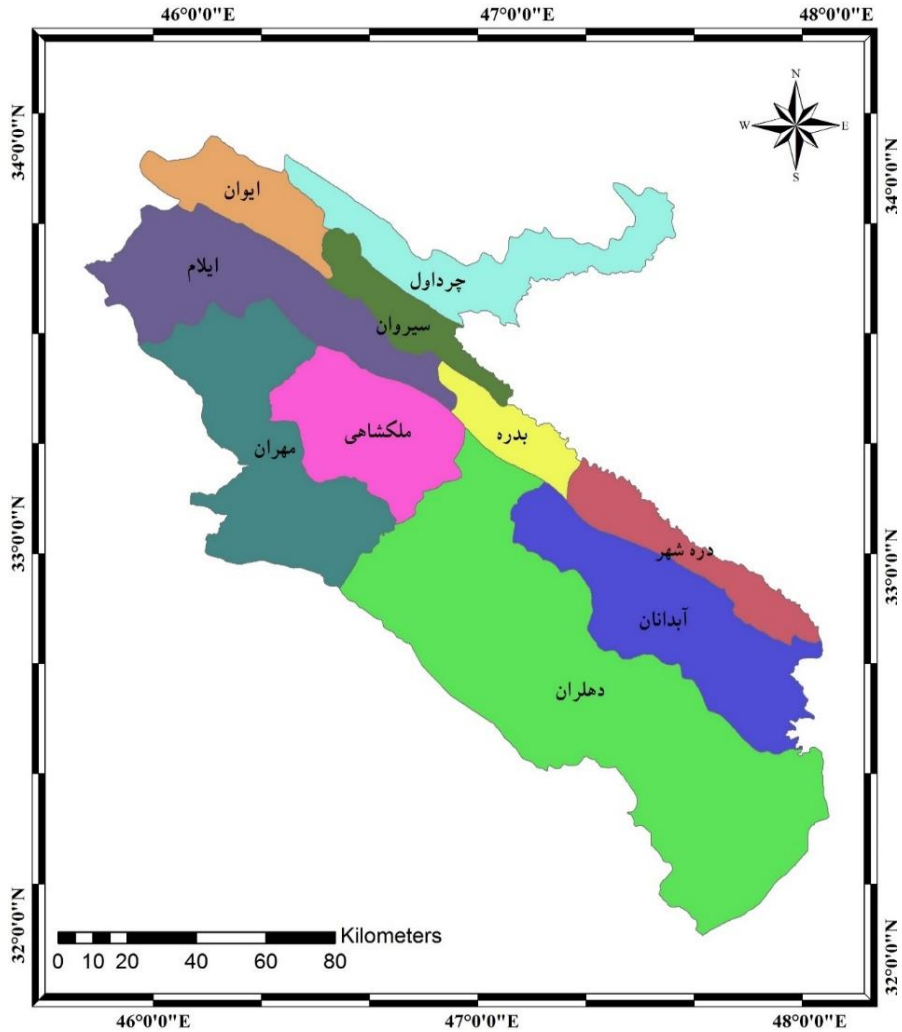 46°0'0"E 47°0'0"E 48°0'0"E
34°0'0"N
34°0'0"N
N
W E
S
ایوان
ایلام
چرداول
سیروان
بدره
ملکشاهی
مهران
33°0'0"N
33°0'0"N
دره شهر
آبدانان
دهلران
32°0'0"N
32°0'0"N
Kilometers
0 10 20 40 60 80
46°0'0"E 47°0'0"E 48°0'0"E